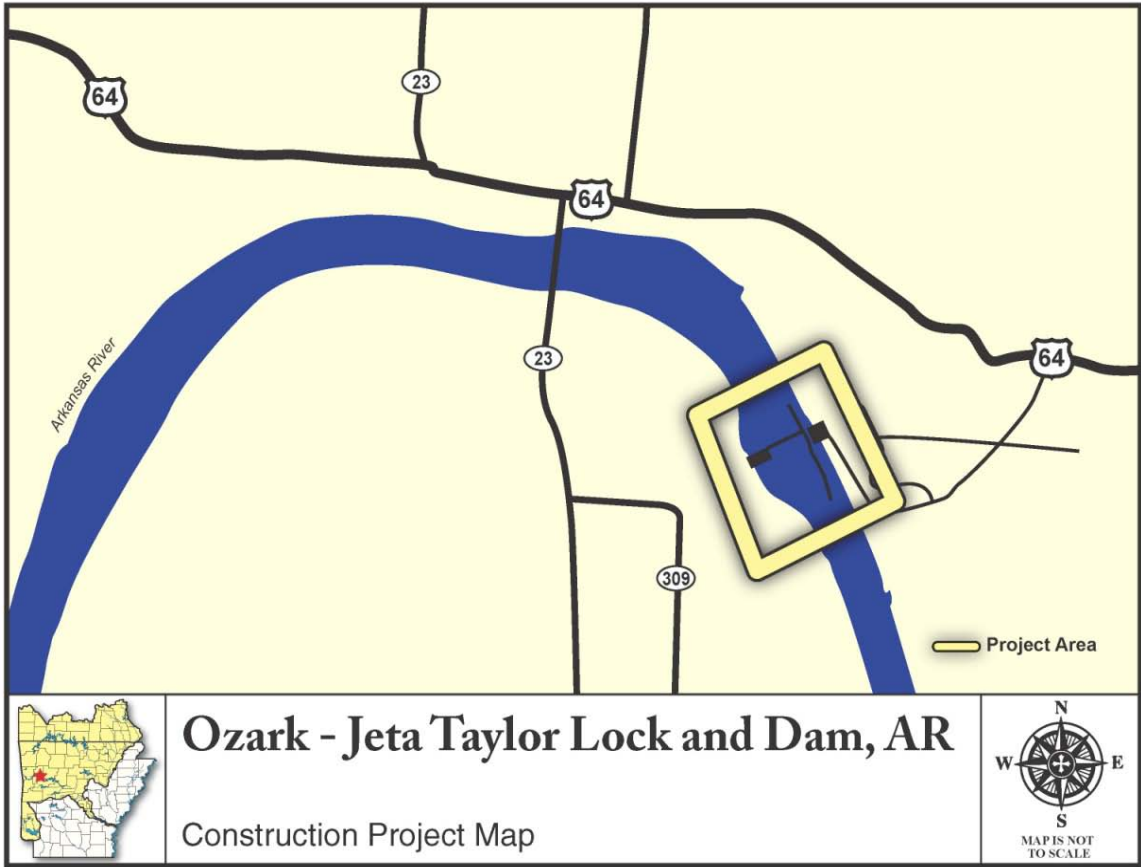 23
64
64
Arkansas River
23
64
309
Project Area
Ozark - Jeta Taylor Lock and Dam, AR
Construction Project Map
N
W
E
S
MAP IS NOT
TO SCALE